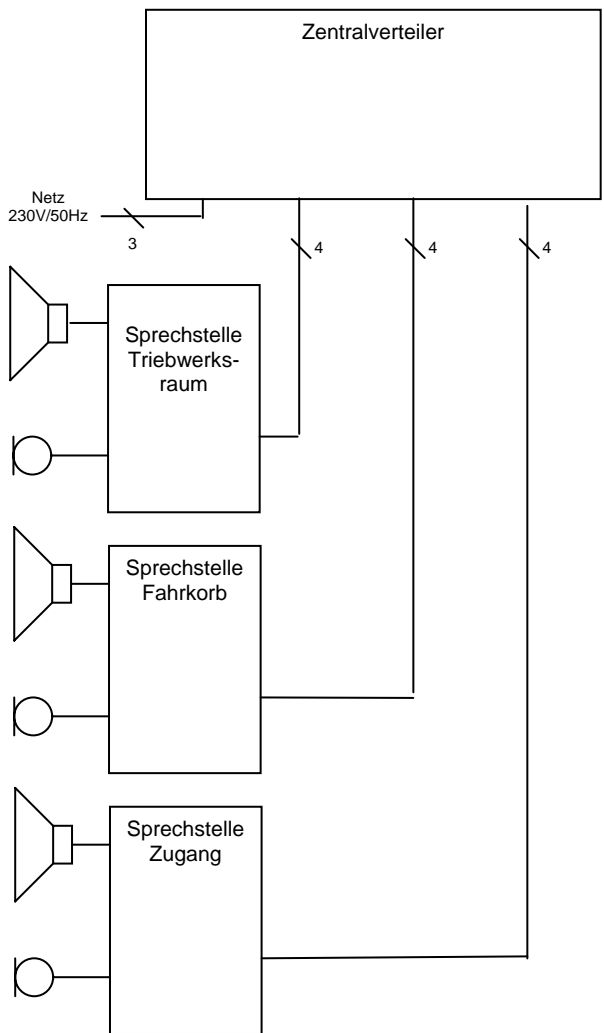 Zentralverteiler
Netz
230V/50Hz
3
4
4
4
Sprechstelle
Triebwerks-
raum
Sprechstelle
Fahrkorb
Sprechstelle
Zugang